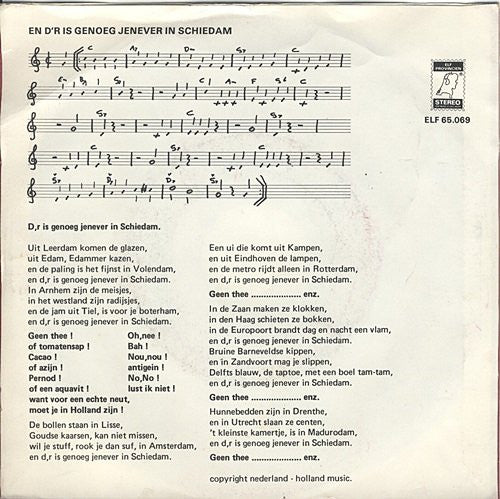 EN D'R IS GENOEG JENEVER IN SCHIEDAM
ELF
PROVINCIEN
STEREO
ELF 65.069
D,r is genoeg jenever in Schiedam.
Uit Leerdam komen de glazen,
uit Edam, Edammer kazen,
en de paling is het fijnst in Volendam,
en d,r is genoeg jenever in Schiedam.
In Arnhem zijn de meisjes,
in het westland zijn radijsjes,
en de jam uit Tiel, is voor je boterham,
en d,r is genoeg jenever in Schiedam.
Geen thee ! Oh,nee !
of tomatensap ! Bah !
Cacao ! Nou,nou !
of azijn ! antigein !
Pernod ! No,No !
of een aquavit ! lust ik niet !
want voor een echte neut,
moet je in Holland zijn !
De bollen staan in Lisse,
Goudse kaarsen, kan niet missen,
wil je stuff, rook je dan suf, in Amsterdam,
en d,r is genoeg jenever in Schiedam.
Een ui die komt uit Kampen,
en uit Eindhoven de lampen,
en de metro rijdt alleen in Rotterdam,
en d,r is genoeg jenever in Schiedam.
Geen thee .................... enz.
In de Zaan maken ze klokken,
in den Haag schieten ze bokken,
in de Europoort brandt dag en nacht een vlam,
en d,r is genoeg jenever in Schiedam.
Bruine Barneveldse kippen,
en in Zandvoort mag je slippen,
Delfts blauw, de taptoe, met een boel tam-tam,
en d,r is genoeg jenever in Schiedam.
Geen thee .................... enz.
Hunnebedden zijn in Drenthe,
en in Utrecht slaan ze centen,
't kleinste kamertje, is in Madurodam,
en d,r is genoeg jenever in Schiedam.
Geen thee .................... enz.
copyright nederland - holland music.